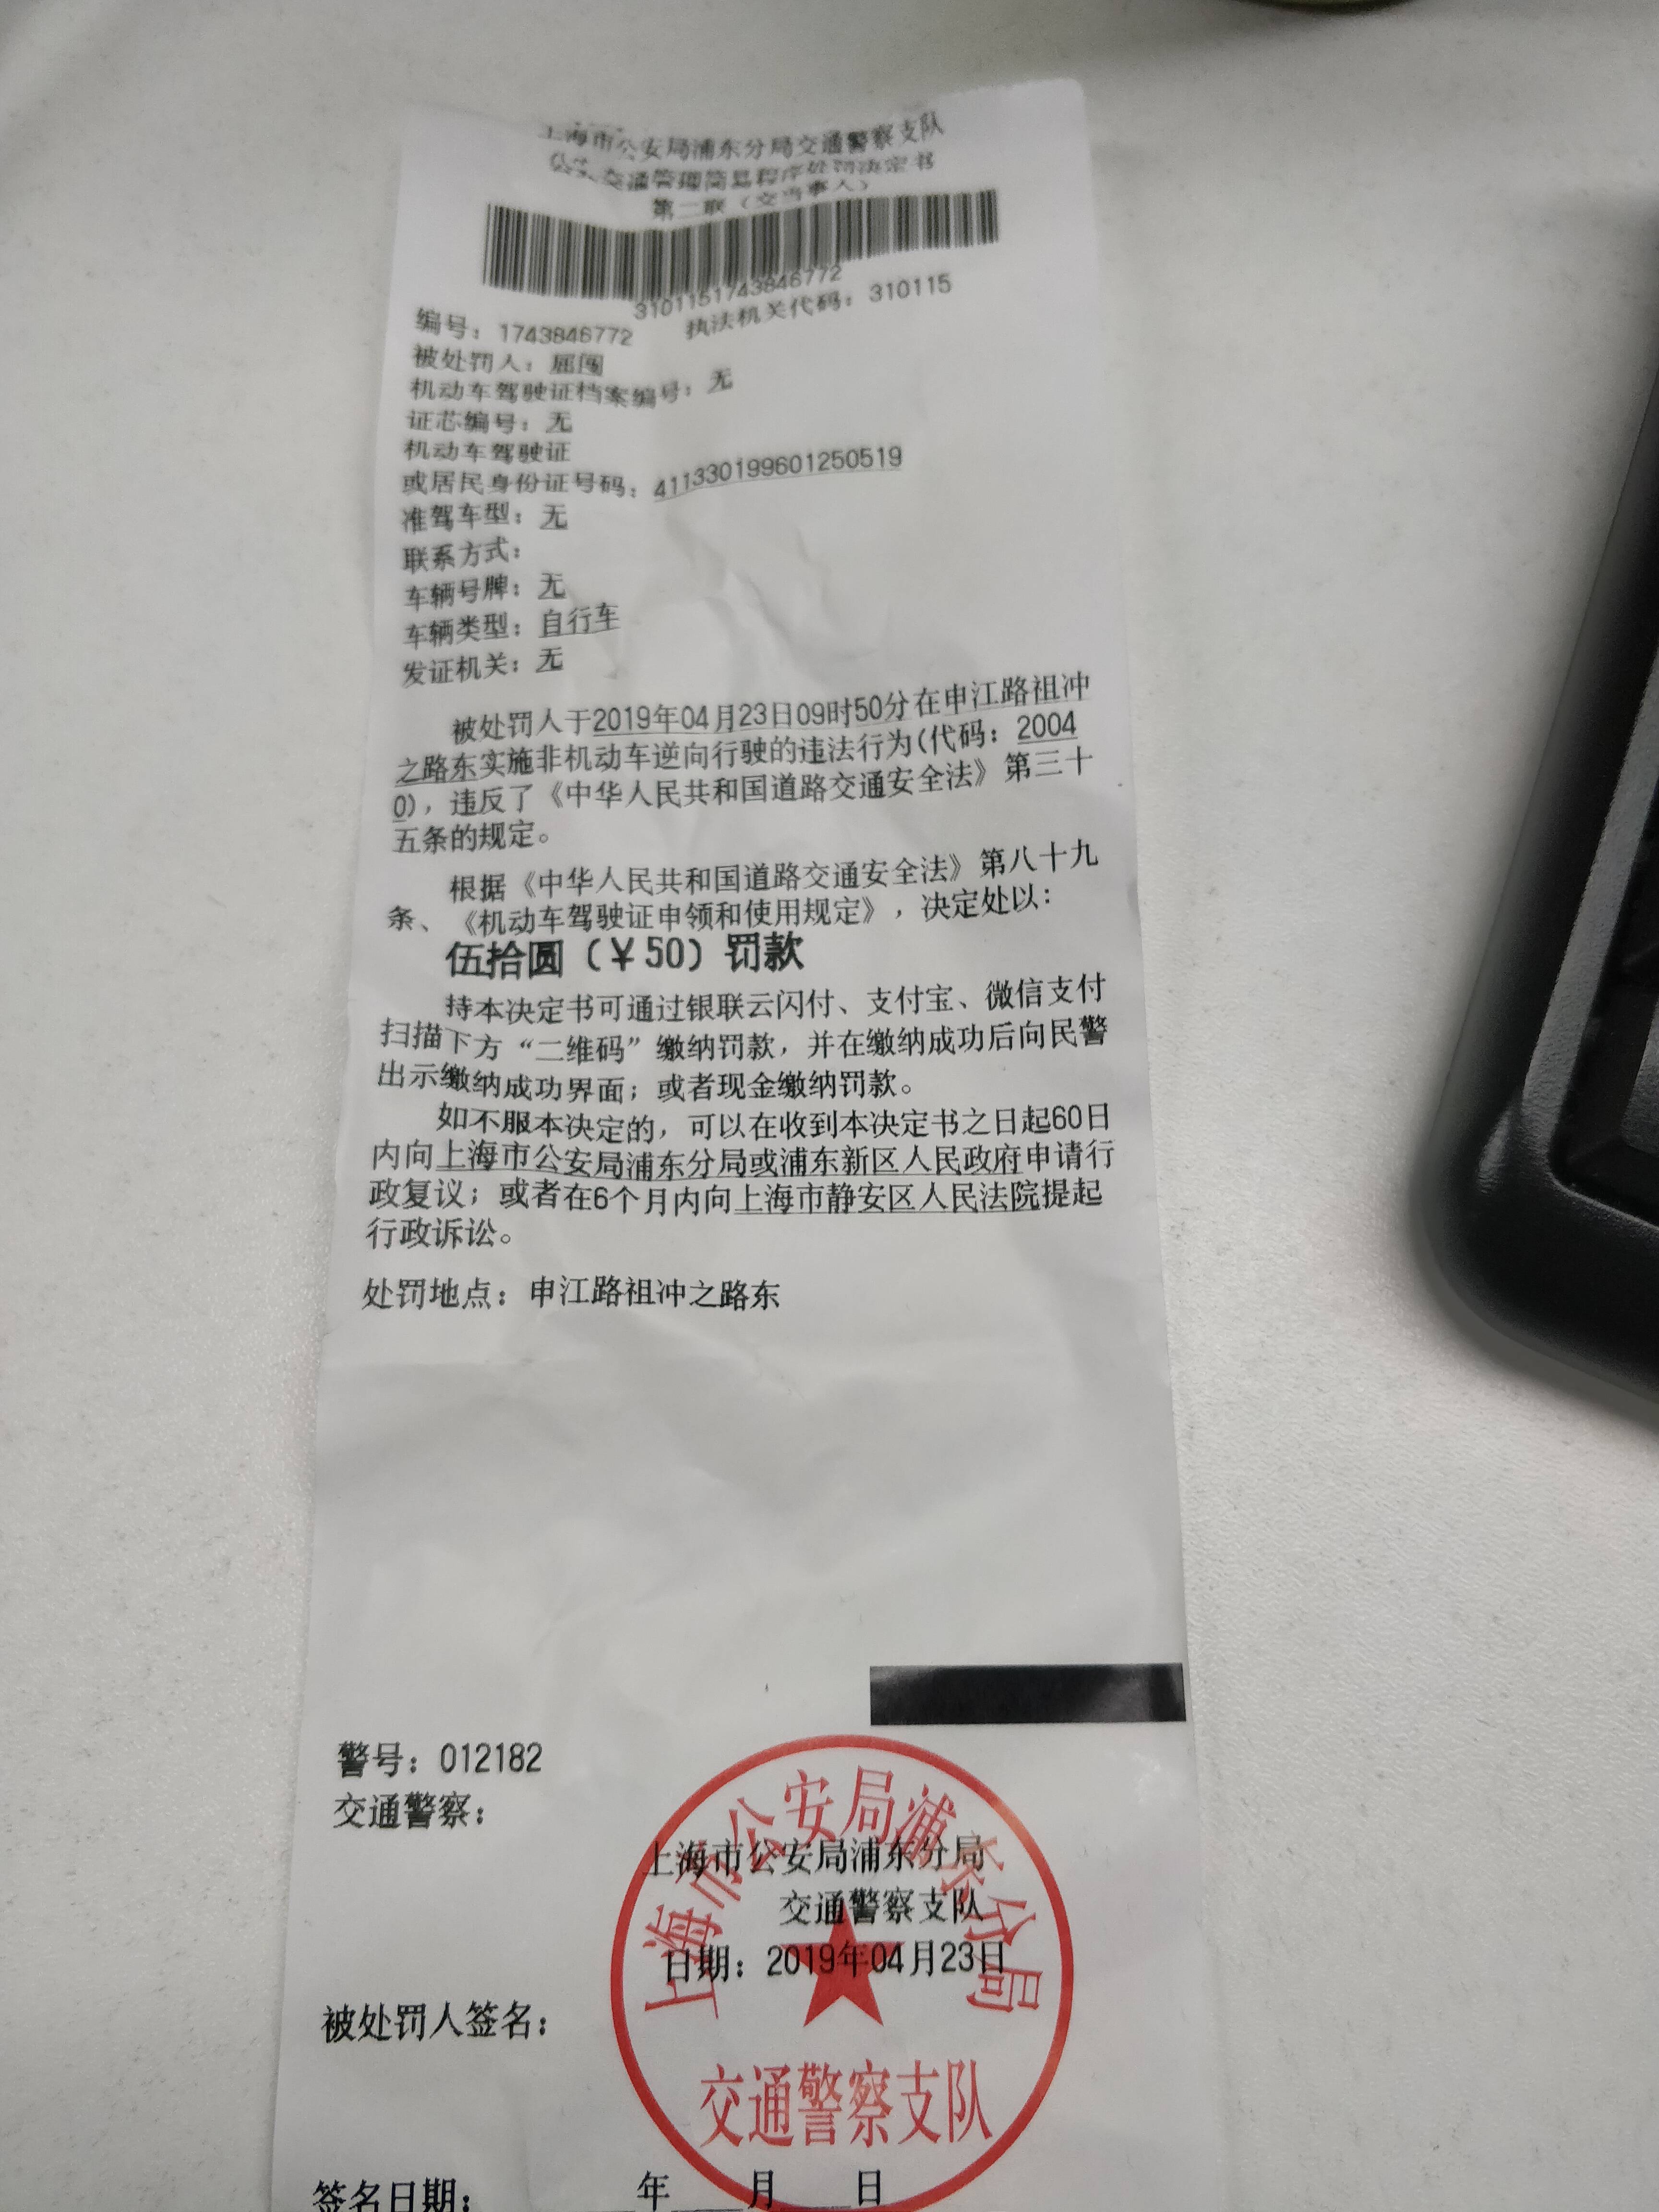 上海市公安局浦东分局交通警察支队
公安交通管理简易程序处罚决定书
第二联（交当事人）
3101151743846772
编号：1743846772 执法机关代码：310115
被处罚人：屈闯
机动车驾驶证档案编号：无
证芯编号：无
机动车驾驶证
或居民身份证号码：411330199601250519
准驾车型：无
联系方式：
车辆号牌：无
车辆类型：自行车
发证机关：无
被处罚人于2019年04月23日09时50分在申江路祖冲
之路东实施非机动车逆向行驶的违法行为(代码：2004
0)，违反了《中华人民共和国道路交通安全法》第三十
五条的规定。
根据《中华人民共和国道路交通安全法》第八十九
条、《机动车驾驶证申领和使用规定》，决定处以：
伍拾圆（￥50）罚款
持本决定书可通过银联云闪付、支付宝、微信支付
扫描下方“二维码”缴纳罚款，并在缴纳成功后向民警
出示缴纳成功界面；或者现金缴纳罚款。
如不服本决定的，可以在收到本决定书之日起60日
内向上海市公安局浦东分局或浦东新区人民政府申请行
政复议；或者在6个月内向上海市静安区人民法院提起
行政诉讼。
处罚地点：申江路祖冲之路东
警号：012182
交通警察：
上海市公安局浦东分局
上海市公安局浦东分局
交通警察支队
日期：2019年04月23日
被处罚人签名：
交通警察支队
签名日期： 年 月 日